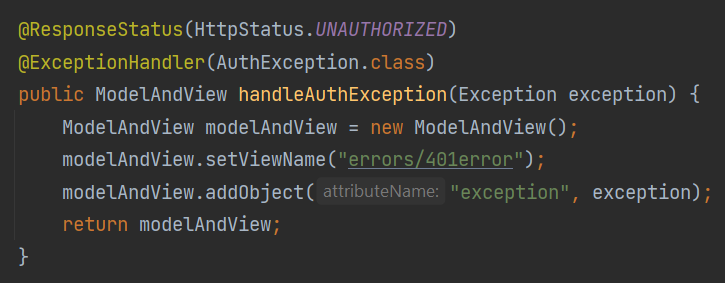 @ResponseStatus(HttpStatus.UNAUTHORIZED)
@ExceptionHandler(AuthException.class)
public ModelAndView handleAuthException(Exception exception) {
    ModelAndView modelAndView = new ModelAndView();
    modelAndView.setViewName("errors/401error");
    modelAndView.addObject( attributeName: "exception", exception);
    return modelAndView;
}